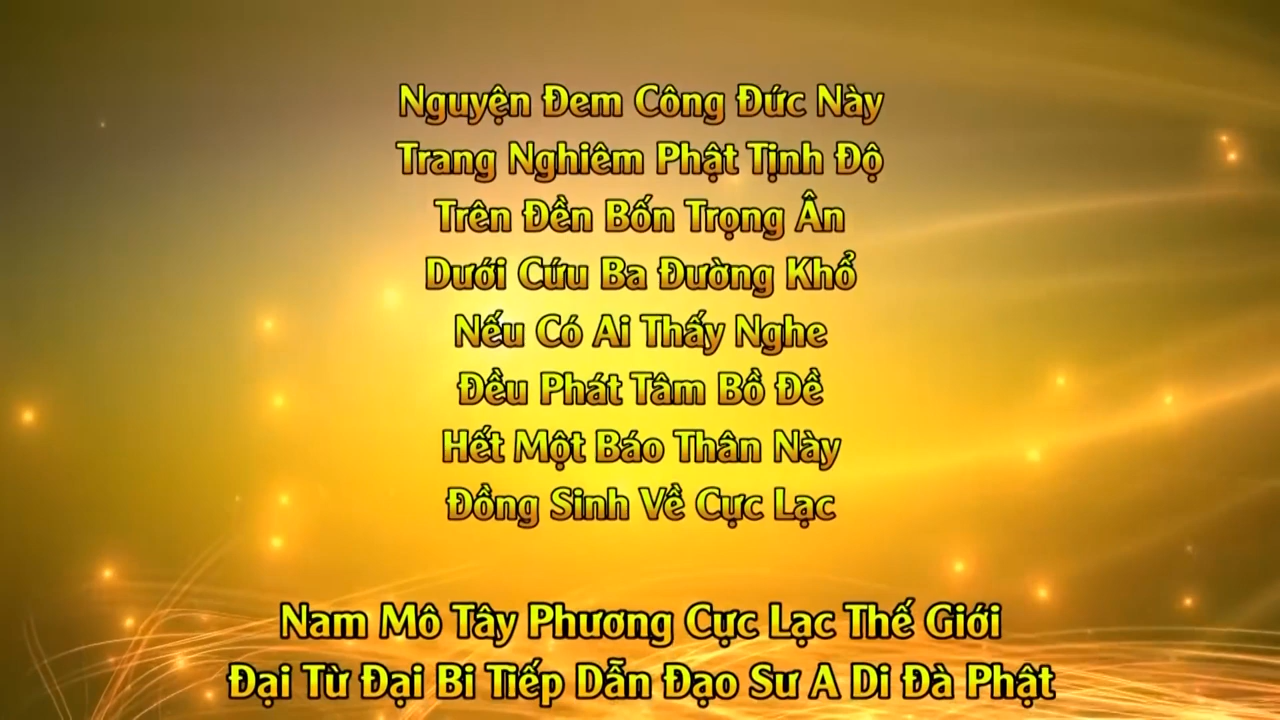 Nguyện Đem Công Đức Này
Trang Nghiêm Phật Tịnh Độ
Trên Đền Bốn Trọng Ân
Dưới Cứu Ba Đường Khổ
Nếu Có Ai Thấy Nghe
Đều Phát Tâm Bồ Đề
Hết Một Báo Thân Này
Đồng Sinh Về Cực Lạc
Nam Mô Tây Phương Cực Lạc Thế Giới
Đại Từ Đại Bi Tiếp Dẫn Đạo Sư A Di Đà Phật